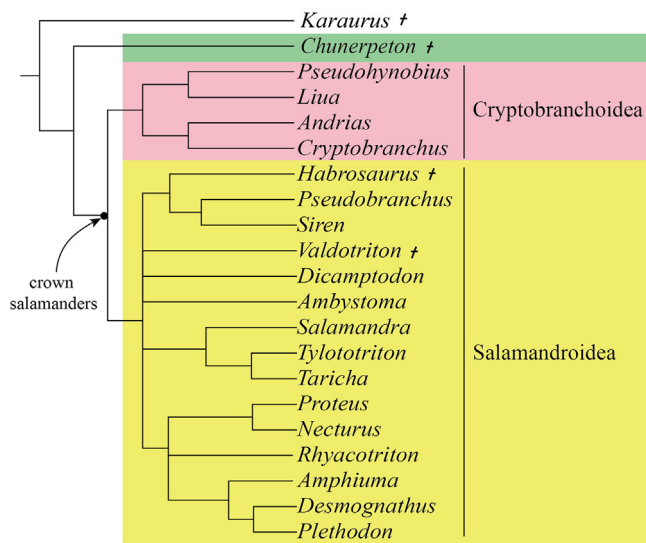 Karaurus †
Chunerpeton †
Pseudohynobius
Liua
Andrias
Cryptobranchus
Cryptobranchoidea
Habrosaurus †
Pseudobranchus
Siren
Valdotriton †
Dicamptodon
Ambystoma
Salamandra
Tylototriton
Taricha
Proteus
Necturus
Rhyacotriton
Amphiuma
Desmognathus
Plethodon
Salamandroidea
crown
salamanders